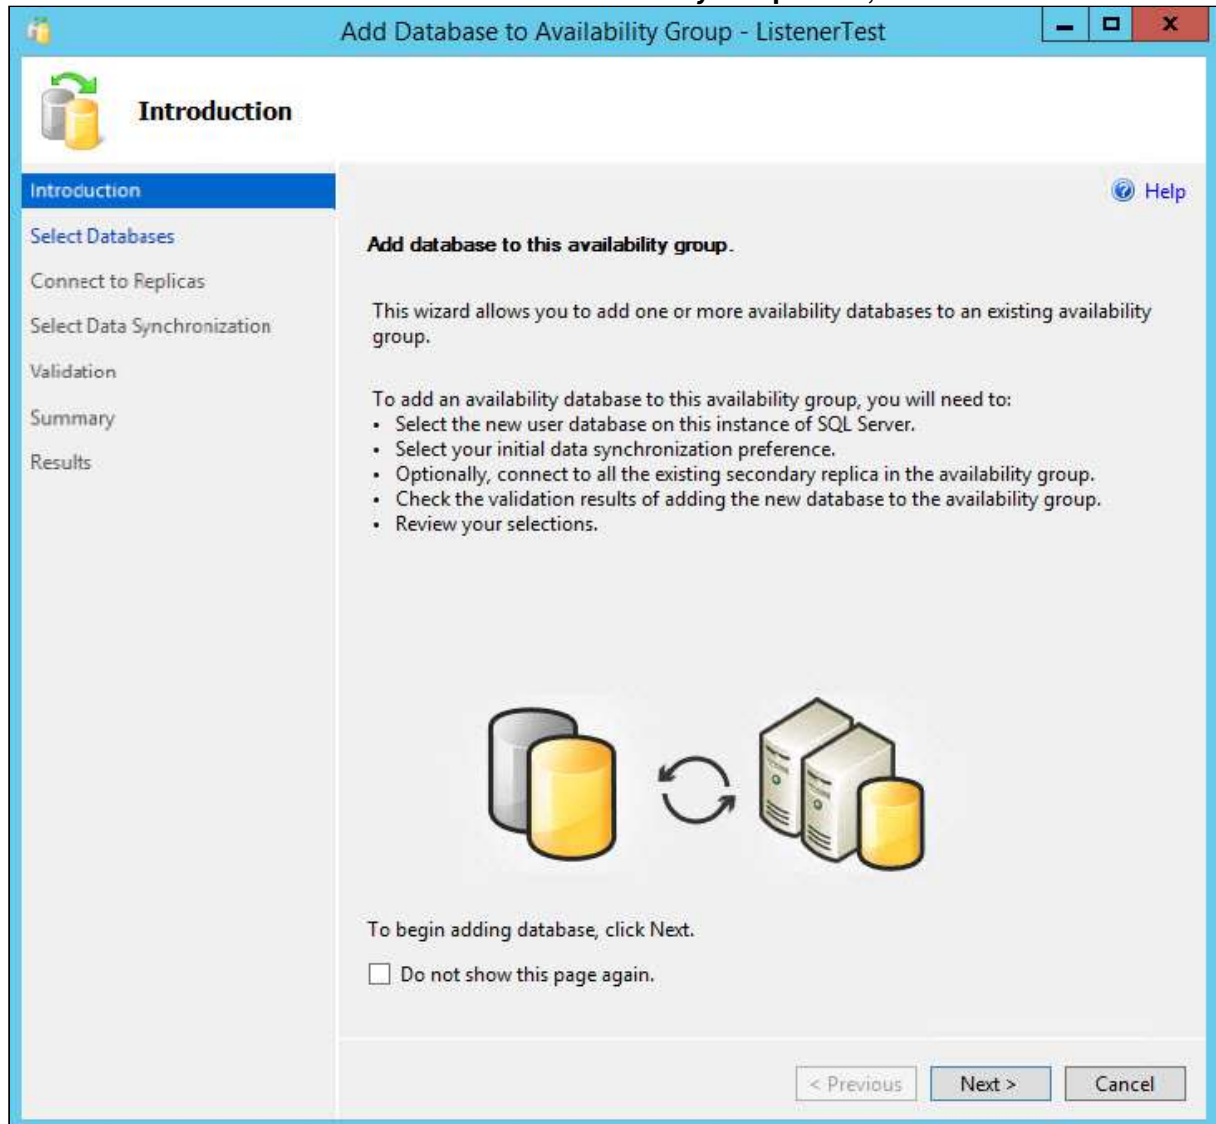 Add Database to Availability Group - ListenerTest
Introduction
Introduction
Select Databases
Connect to Replicas
Select Data Synchronization
Validation
Summary
Results
Help
Add database to this availability group.
This wizard allows you to add one or more availability databases to an existing availability
group.
To add an availability database to this availability group, you will need to:
• Select the new user database on this instance of SQL Server.
• Select your initial data synchronization preference.
• Optionally, connect to all the existing secondary replica in the availability group.
• Check the validation results of adding the new database to the availability group.
• Review your selections.
To begin adding database, click Next.
Do not show this page again.
< Previous
Next >
Cancel